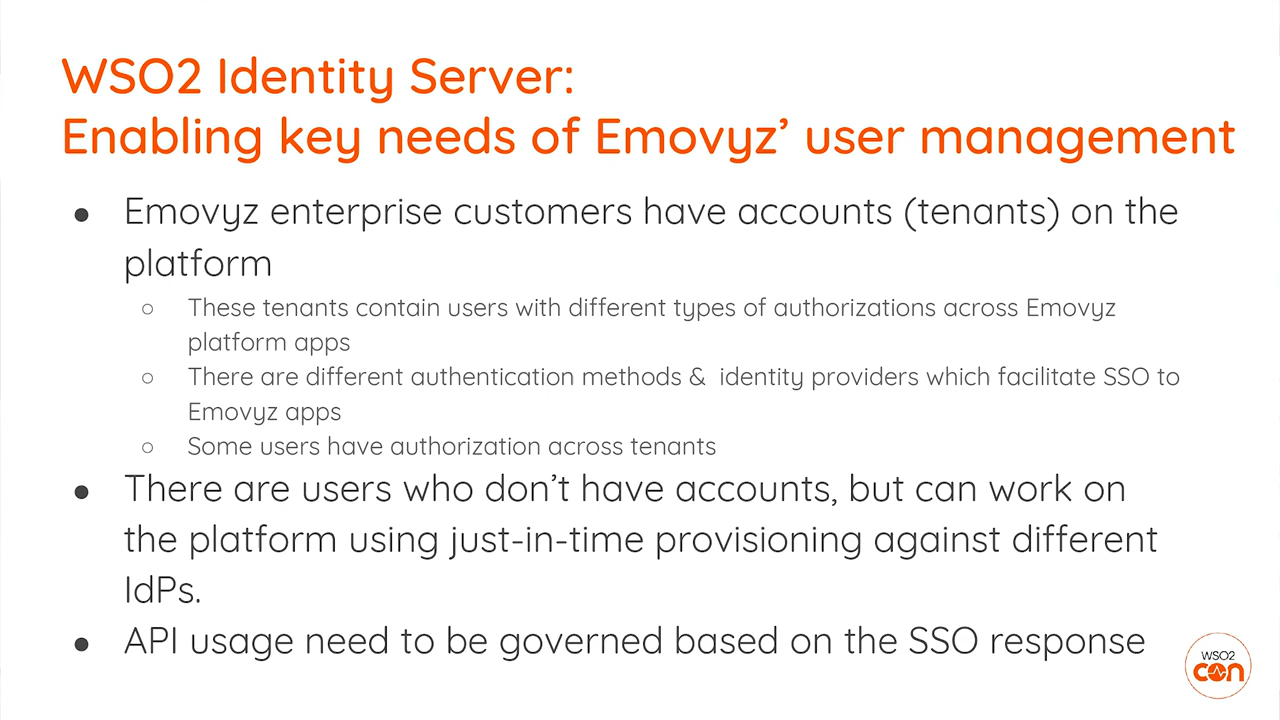 WSO2 Identity Server:
Enabling key needs of Emovyz’ user management
● Emovyz enterprise customers have accounts (tenants) on the
platform
○ These tenants contain users with different types of authorizations across Emovyz
platform apps
○ There are different authentication methods & identity providers which facilitate SSO to
Emovyz apps
○ Some users have authorization across tenants
● There are users who don’t have accounts, but can work on
the platform using just-in-time provisioning against different
IdPs.
● API usage need to be governed based on the SSO response
WSO2
con